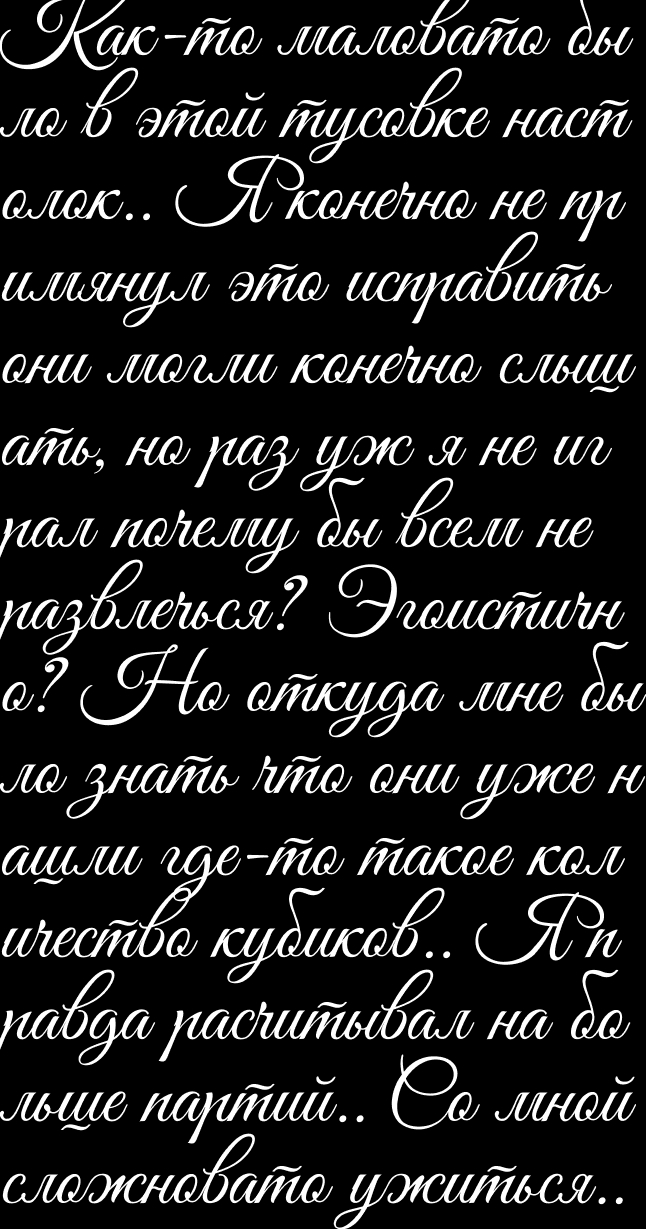 Как-то маловато бы
ло в этой тусовке наст
олок.. Я конечно не пр
имянул это исправить
они могли конечно слыш
ать, но раз уж я не иг
рал почему бы всем не
развлечься? Эгоистичн
о? Но откуда мне бы
ло знать что они уже н
ашли где-то такое кол
ичество кубиков.. Я п
равда расчитывал на бо
льше партий.. Со мной
сложновато ужиться..